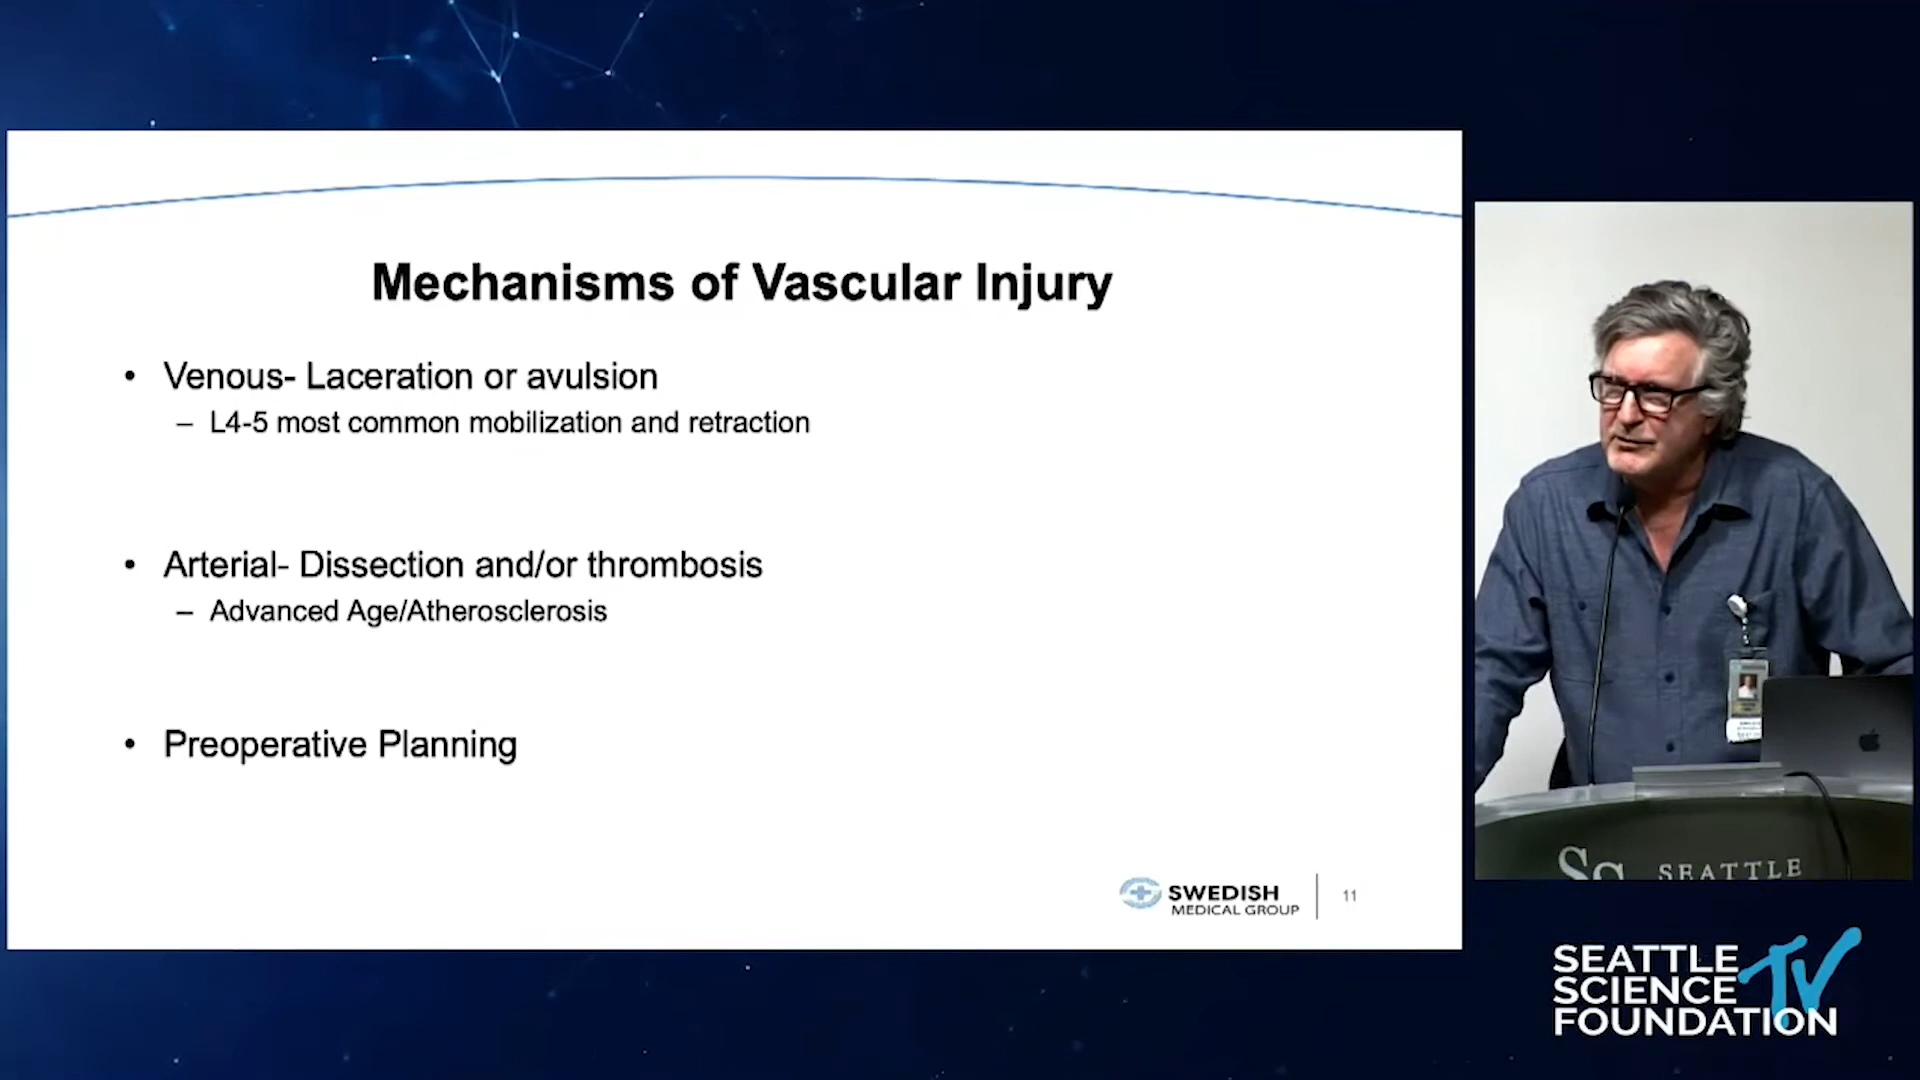 Mechanisms of Vascular Injury
• Venous- Laceration or avulsion
– L4-5 most common mobilization and retraction
• Arterial- Dissection and/or thrombosis
– Advanced Age/Atherosclerosis
• Preoperative Planning
SWEDISH
MEDICAL GROUP
11
SEATTLE
SEATTLE
SCIENCE
FOUNDATION
TV